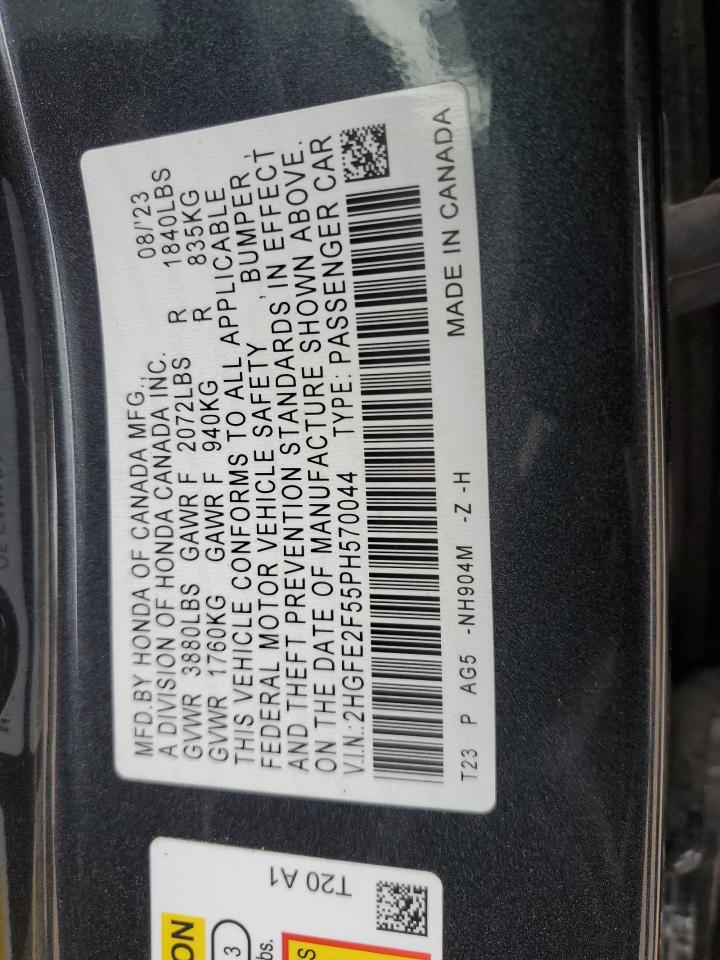 MFD.BY HONDA OF CANADA MFG., 08/'23
A DIVISION OF HONDA CANADA INC.
GVWR 3880LBS GAWR F 2072LBS R 1840LBS
GVWR 1760KG GAWR F 940KG R 835KG
THIS VEHICLE CONFORMS TO ALL APPLICABLE
FEDERAL MOTOR VEHICLE SAFETY, BUMPER,
AND THEFT PREVENTION STANDARDS IN EFFECT
ON THE DATE OF MANUFACTURE SHOWN ABOVE.
V.I.N.:2HGFE2F55PH570044 TYPE: PASSENGER CAR
T23 P AG5 -NH904M -Z -H MADE IN CANADA
T20 A1
ON
3
bs.
S